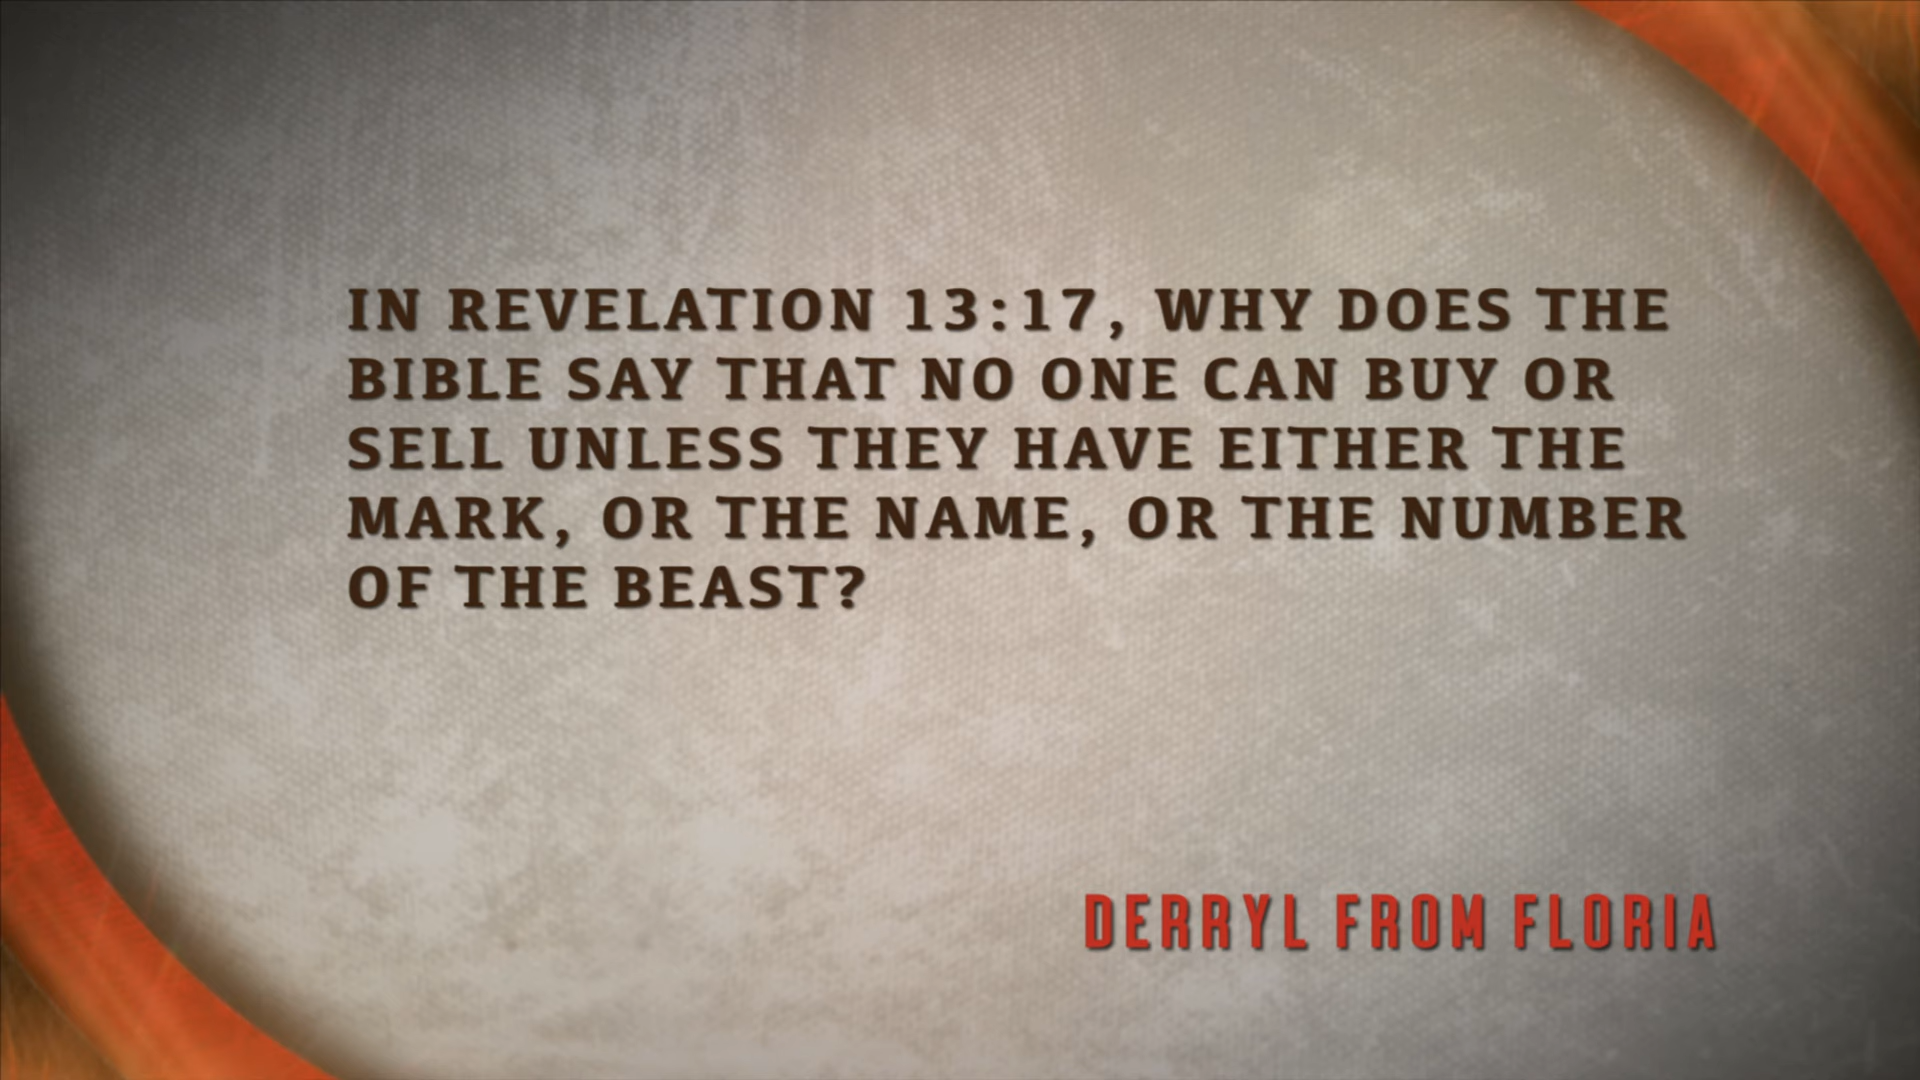 IN REVELATION 13:17, WHY DOES THE
BIBLE SAY THAT NO ONE CAN BUY OR
SELL UNLESS THEY HAVE EITHER THE
MARK, OR THE NAME, OR THE NUMBER
OF THE BEAST?
DERRYL FROM FLORIA